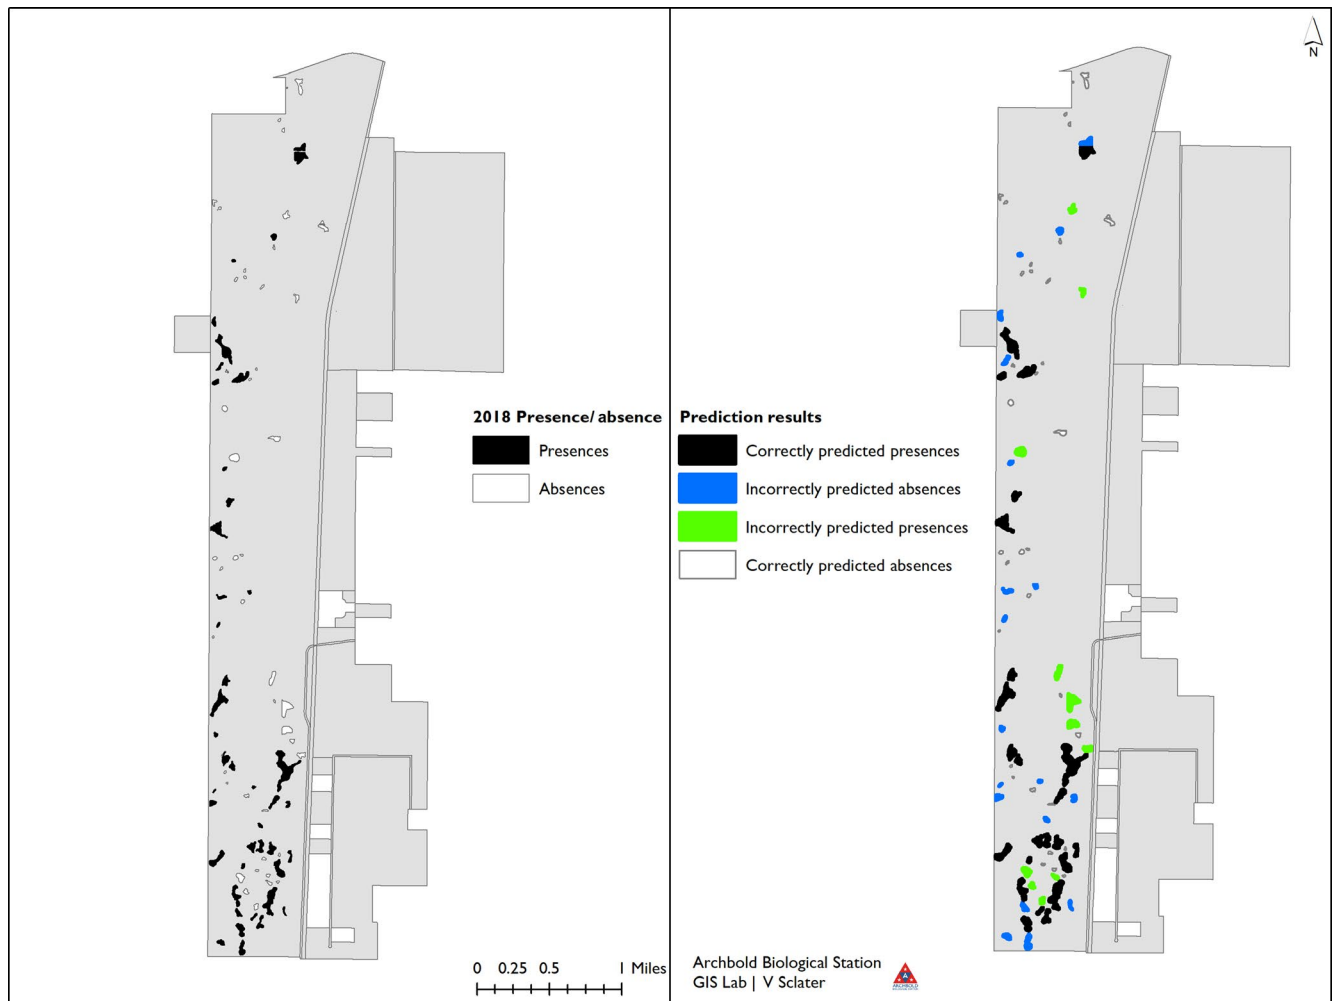 N
2018 Presence/ absence
Presences
Absences
0 0.25 0.5 1 Miles
Prediction results
Correctly predicted presences
Incorrectly predicted absences
Incorrectly predicted presences
Correctly predicted absences
Archbold Biological Station
GIS Lab | V Sclater
ARCHBOLD